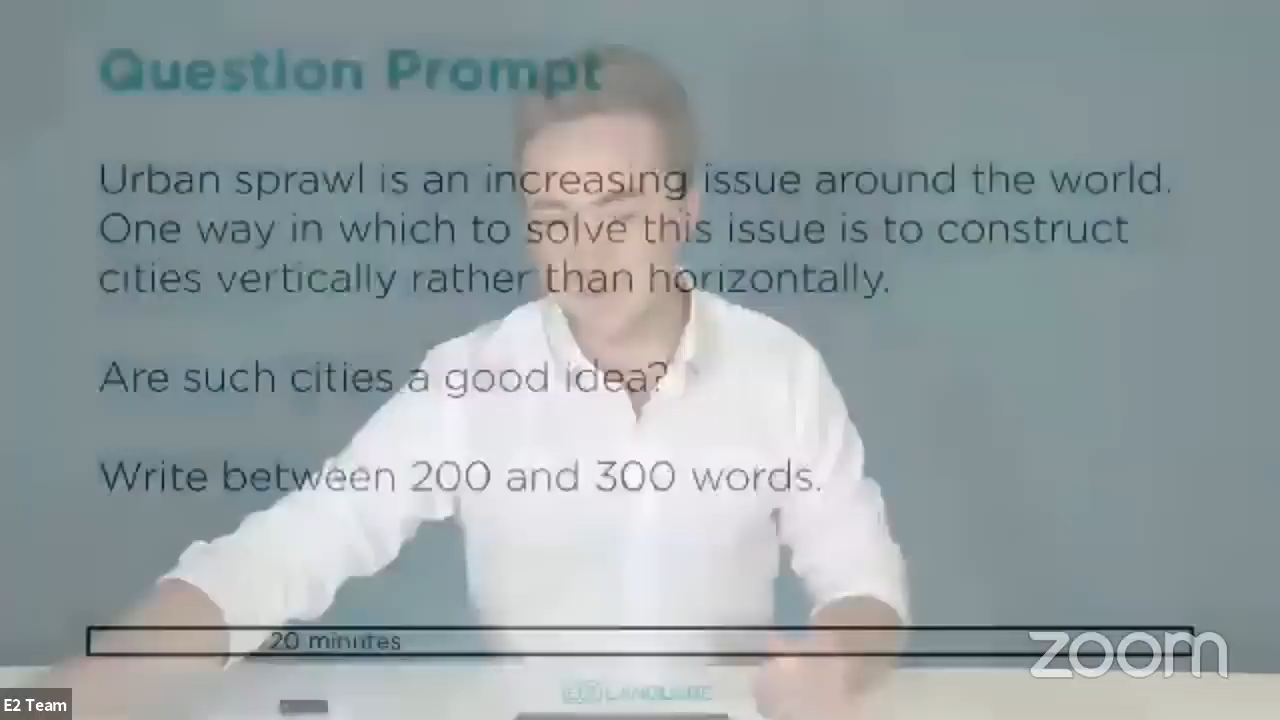 Question Prompt
Urban sprawl is an increasing issue around the world.
One way in which to solve this issue is to construct
cities vertically rather than horizontally.
Are such cities a good idea?
Write between 200 and 300 words.
20 minutes
zoom
E2 LANGUAGE
E2 Team